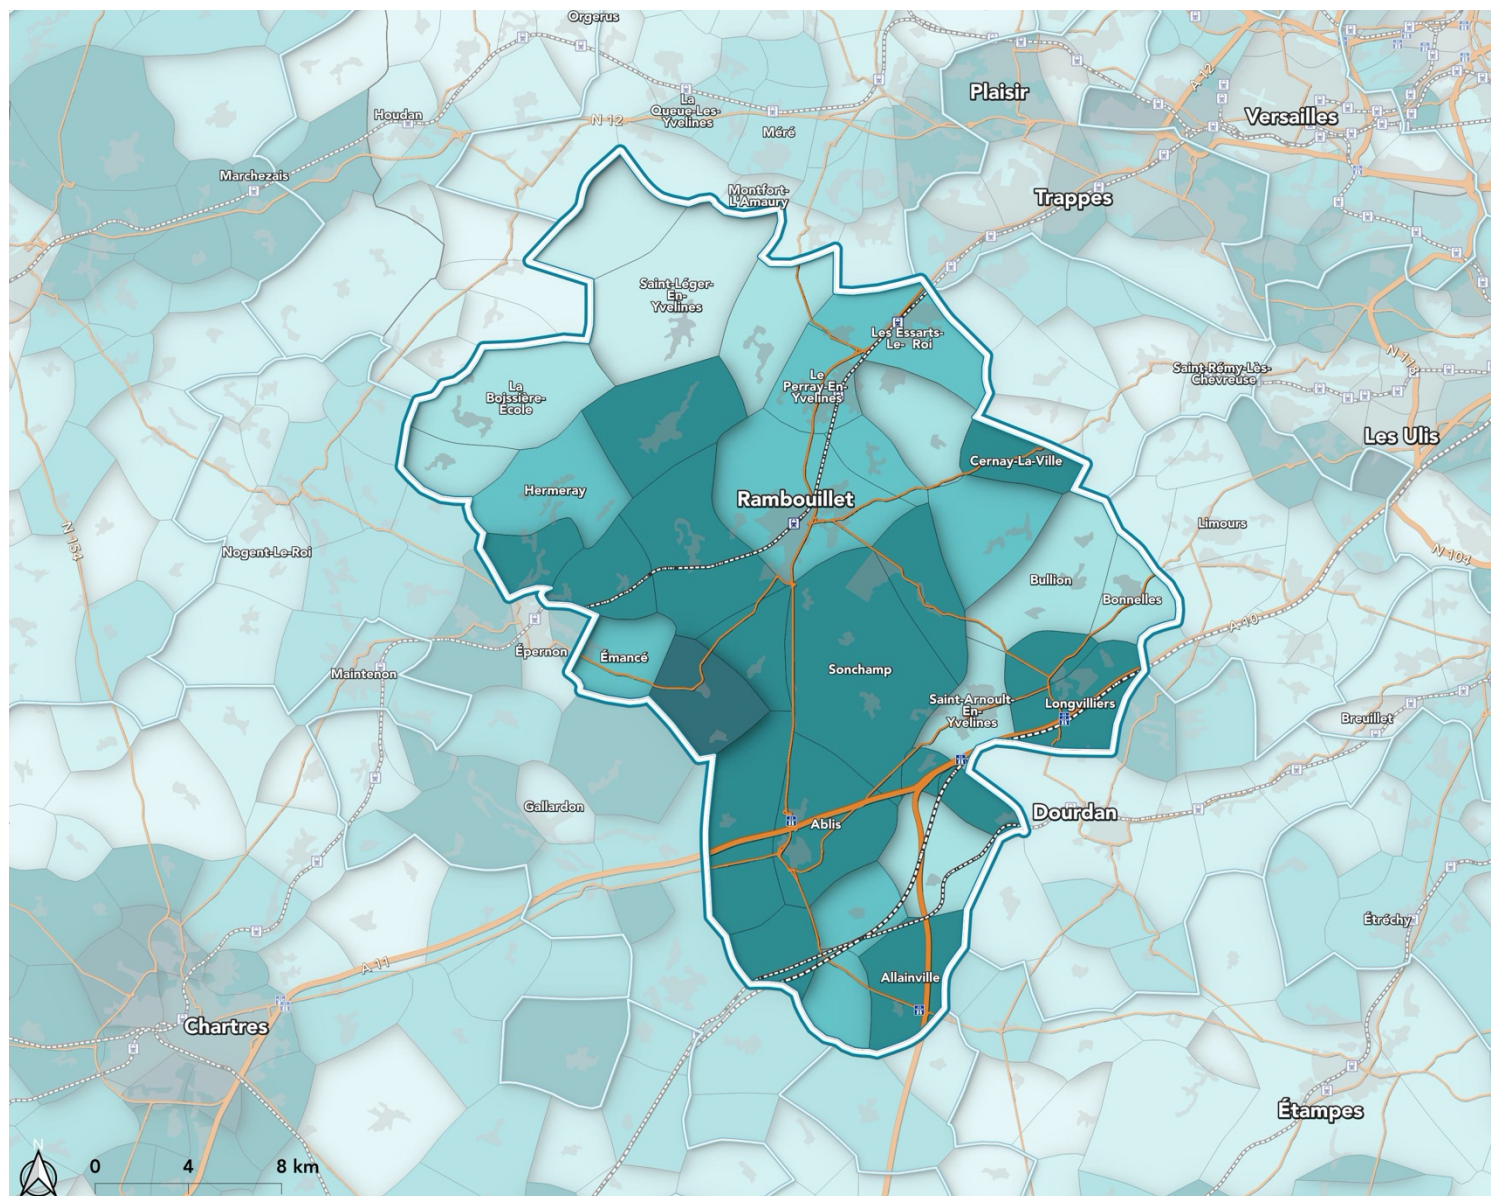 Orgerus
Plaisir
A 12
La
Queue-Les-
Yvelines
Houdan
N 12
Versailles
Méré
Marchezais
Montfort-
L'Amaury
Trappes
Saint-Léger-
En-
Yvelines
Les Essarts-
Le- Roi
N 118
Saint-Rémy-Lès-
Chevreuse
La
Boissière-
École
Le
Perray-En-
Yvelines
Les Ulis
Cernay-La-Ville
Hermeray
Rambouillet
Limours
N 154
Nogent-Le-Roi
N 104
Bullion
Bonnelles
A 10
Épernon
Émancé
Maintenon
Sonchamp
Saint-Arnoult-
En-
Yvelines
Longvilliers
Breuillet
Gallardon
Ablis
Dourdan
Étréchy
A 11
Allainville
Chartres
Étampes
N
0 4 8 km